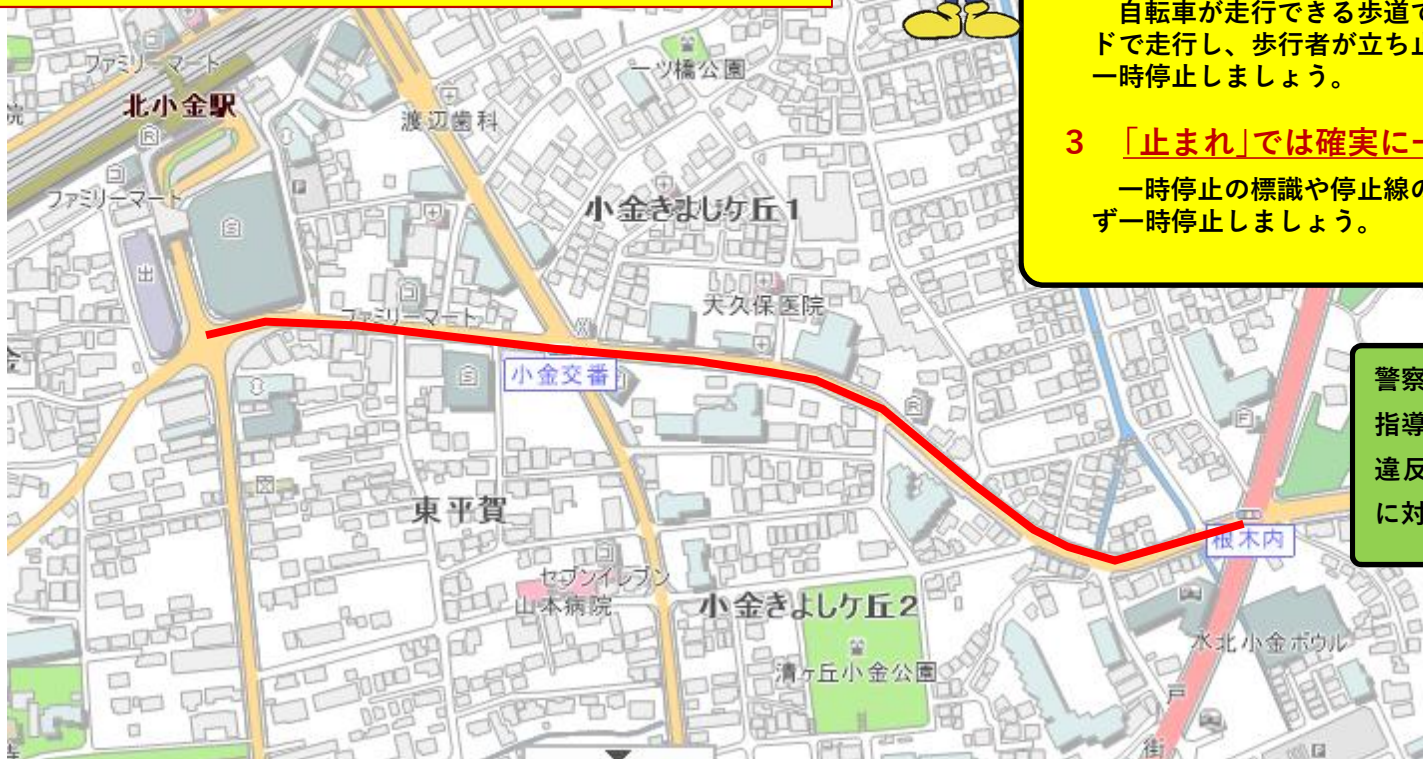 自転車が走行できる歩道で
ドで走行し、歩行者が立ち止
一時停止しましょう。
3 「止まれ」では確実に一
一時停止の標識や停止線の
ず一時停止しましょう。
警察
指導
違反
に対
ファミリーマート
一ツ橋公園
北小金駅
渡辺歯科
ファミリーマート
小金きよしケ丘1
大久保医院
ファミリーマート
小金交番
東平賀
根木内
セブンイレブン
山本病院
小金きよしケ丘2
清ヶ丘小金公園
北小金ボウル
水
戸
街